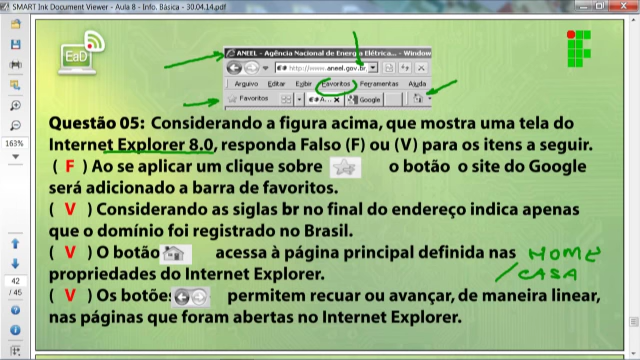 SMART Ink Document Viewer - Aula 8 - Info. Básica - 30.04.14.pdf
EaD
ANEEL - Agência Nacional de Energia Elétrica... - Window
http://www.aneel.gov.br/
Arquivo Editar Exibir Favoritos Ferramentas Ajuda
Favoritos A... Google
163%
Questão 05: Considerando a figura acima, que mostra uma tela do
Internet Explorer 8.0, responda Falso (F) ou (V) para os itens a seguir.
( F ) Ao se aplicar um clique sobre o botão o site do Google
será adicionado a barra de favoritos.
( V ) Considerando as siglas br no final do endereço indica apenas
que o domínio foi registrado no Brasil.
( V ) O botão acessa à página principal definida nas HOME
propriedades do Internet Explorer. / CASA
( V ) Os botões permitem recuar ou avançar, de maneira linear,
nas páginas que foram abertas no Internet Explorer.
42
/ 45